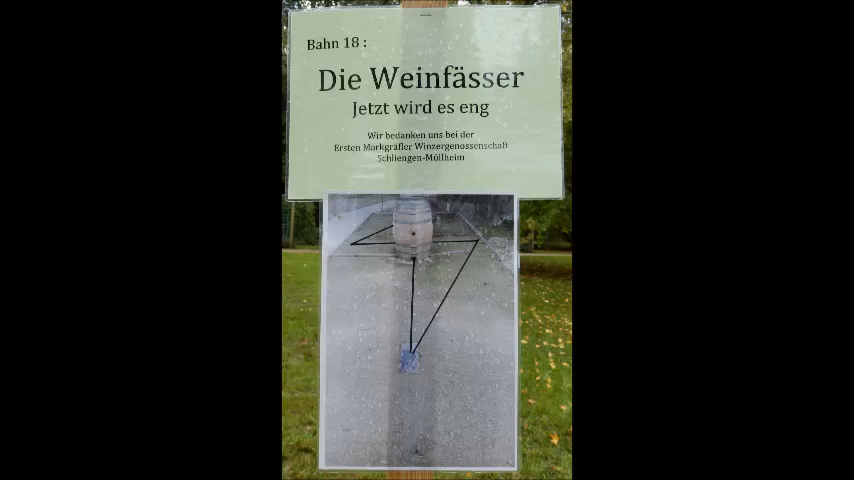 Bahn 18 :
Die Weinfässer
Jetzt wird es eng
Wir bedanken uns bei der
Ersten Markgräfler Winzergenossenschaft
Schliengen-Müllheim